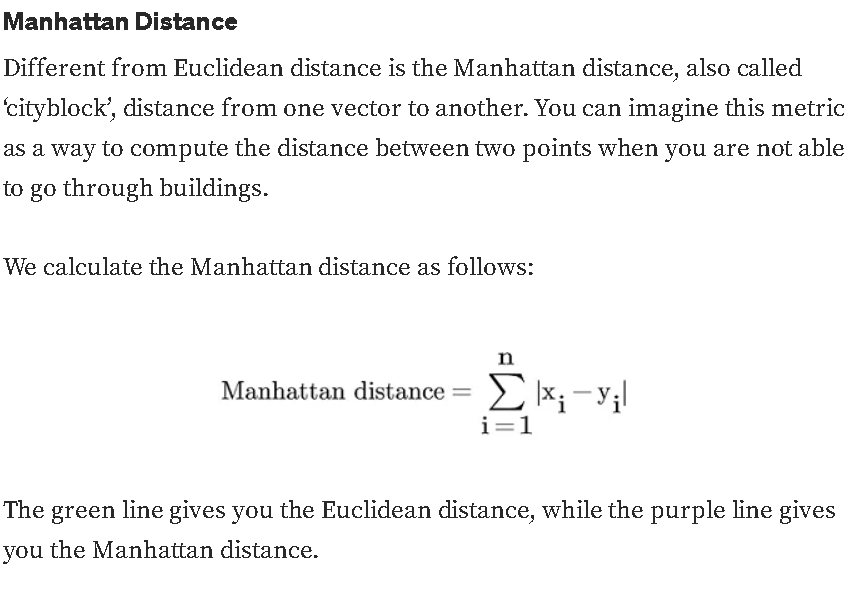 Manhattan Distance
Different from Euclidean distance is the Manhattan distance, also called
‘cityblock’, distance from one vector to another. You can imagine this metric
as a way to compute the distance between two points when you are not able
to go through buildings.
We calculate the Manhattan distance as follows:
Manhattan distance = ∑_{i=1}^{n} |x_i − y_i|
The green line gives you the Euclidean distance, while the purple line gives
you the Manhattan distance.